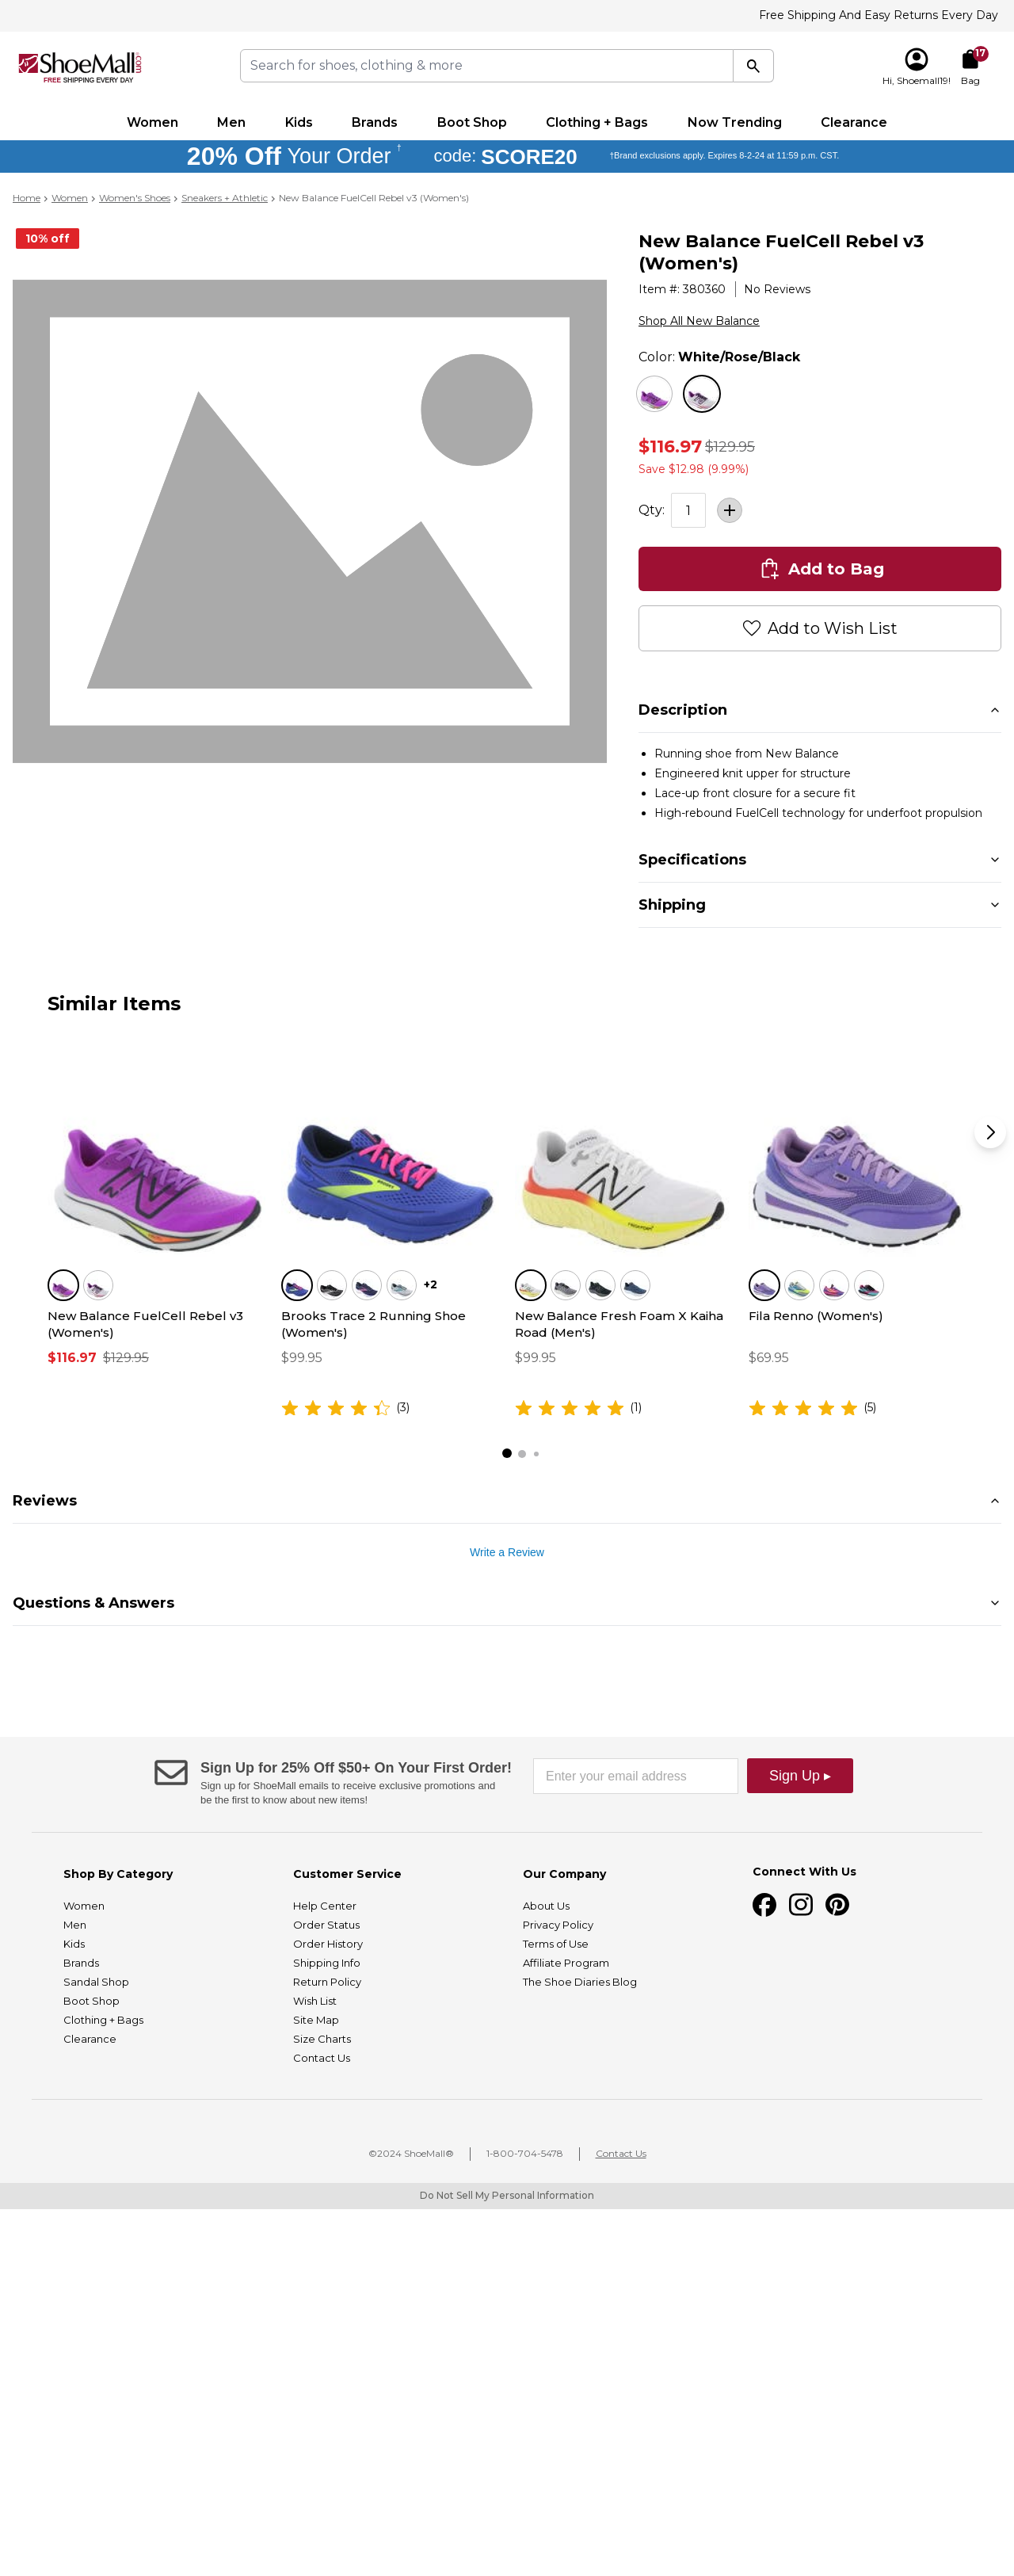 Free Shipping And Easy Returns Every Day
ShoeMall.com
FREE SHIPPING EVERY DAY
Search for shoes, clothing & more
17
Hi, Shoemall19!
Bag
Women
Men
Kids
Brands
Boot Shop
Clothing + Bags
Now Trending
Clearance
20% Off Your Order † code: SCORE20 †Brand exclusions apply. Expires 8-2-24 at 11:59 p.m. CST.
Home > Women > Women's Shoes > Sneakers + Athletic > New Balance FuelCell Rebel v3 (Women's)
10% off
New Balance FuelCell Rebel v3
(Women's)
Item #: 380360 | No Reviews
Shop All New Balance
Color: White/Rose/Black
$116.97 $129.95
Save $12.98 (9.99%)
Qty: 1
Add to Bag
Add to Wish List
Description
• Running shoe from New Balance
• Engineered knit upper for structure
• Lace-up front closure for a secure fit
• High-rebound FuelCell technology for underfoot propulsion
Specifications
Shipping
Similar Items
New Balance FuelCell Rebel v3
(Women's)
$116.97 $129.95
+2
Brooks Trace 2 Running Shoe
(Women's)
$99.95
(3)
New Balance Fresh Foam X Kaiha
Road (Men's)
$99.95
(1)
Fila Renno (Women's)
$69.95
(5)
Reviews
Write a Review
Questions & Answers
Sign Up for 25% Off $50+ On Your First Order!
Sign up for ShoeMall emails to receive exclusive promotions and
be the first to know about new items!
Enter your email address
Sign Up ▸
Shop By Category
Women
Men
Kids
Brands
Sandal Shop
Boot Shop
Clothing + Bags
Clearance
Customer Service
Help Center
Order Status
Order History
Shipping Info
Return Policy
Wish List
Site Map
Size Charts
Contact Us
Our Company
About Us
Privacy Policy
Terms of Use
Affiliate Program
The Shoe Diaries Blog
Connect With Us
©2024 ShoeMall® | 1-800-704-5478 | Contact Us
Do Not Sell My Personal Information